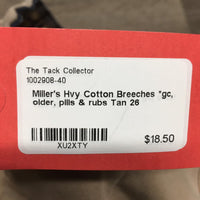 The Tack Collector
1002908-40
Miller's Hvy Cotton Breeches *gc,
older, pills & rubs Tan 26
$18.50
XU2XTY